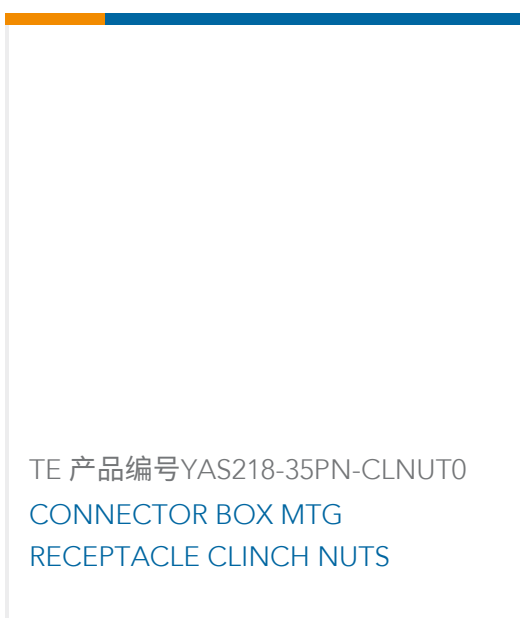 TE 产品编号YAS218-35PN-CLNUT0
CONNECTOR BOX MTG
RECEPTACLE CLINCH NUTS